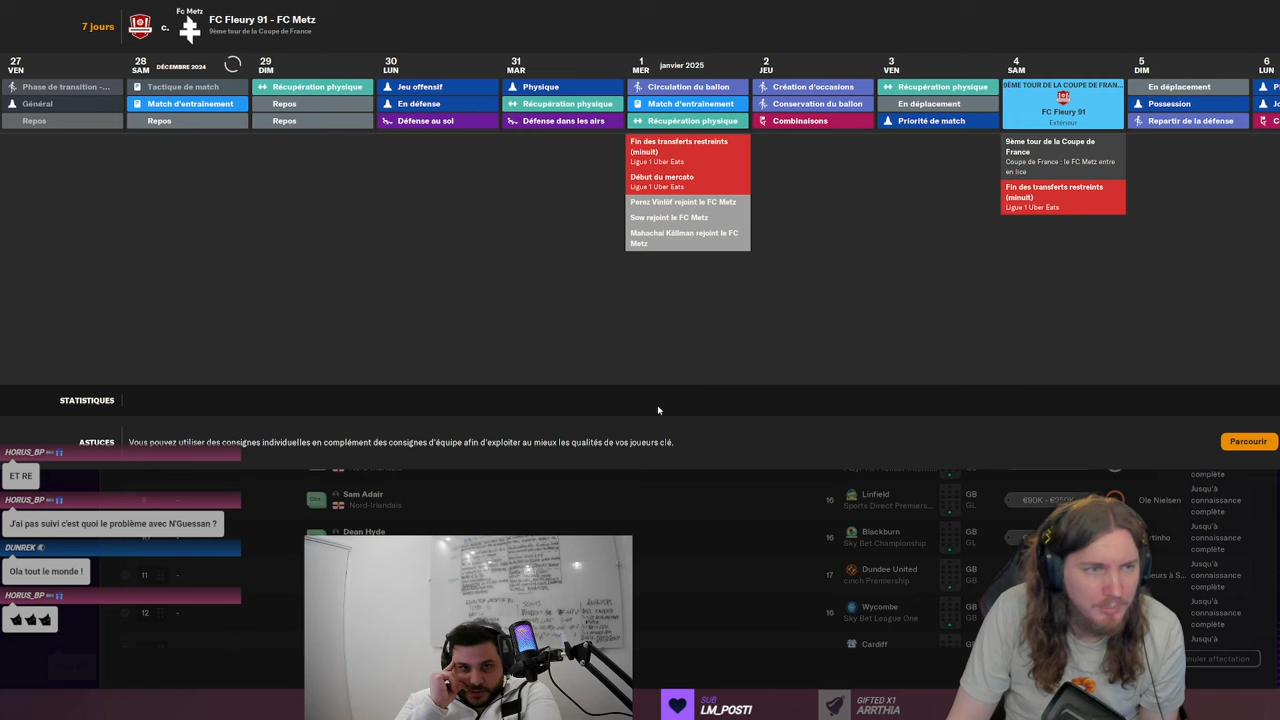 Fc Metz
7 jours
c.
FC Fleury 91 - FC Metz
9ème tour de la Coupe de France
27 VEN
28 SAM
DÉCEMBRE 2024
29 DIM
30 LUN
31 MAR
1 MER
janvier 2025
2 JEU
3 VEN
4 SAM
5 DIM
6 LUN
Phase de transition -...
Tactique de match
Récupération physique
Jeu offensif
Physique
Circulation du ballon
Création d'occasions
Récupération physique
9ÈME TOUR DE LA COUPE DE FRAN...
En déplacement
Général
Match d'entraînement
Repos
En défense
Récupération physique
Match d'entraînement
Conservation du ballon
En déplacement
FC Fleury 91
Extérieur
Possession
Repos
Repos
Repos
Défense au sol
Défense dans les airs
Récupération physique
Combinaisons
Priorité de match
Repartir de la défense
Fin des transferts restreints
(minuit)
Ligue 1 Uber Eats
Début du mercato
Ligue 1 Uber Eats
Perez Vinlöf rejoint le FC Metz
Sow rejoint le FC Metz
Mahachai Källman rejoint le FC
Metz
9ème tour de la Coupe de
France
Coupe de France : le FC Metz entre
en lice
Fin des transferts restreints
(minuit)
Ligue 1 Uber Eats
STATISTIQUES
ASTUCES
Vous pouvez utiliser des consignes individuelles en complément des consignes d'équipe afin d'exploiter au mieux les qualités de vos joueurs clé.
Parcourir
HORUS_BP
ET RE
HORUS_BP
J'ai pas suivi c'est quoi le problème avec N'Guessan ?
DUNREK
Ola tout le monde !
HORUS_BP
11 -
12 -
Sam Adair
Nord-Irlandais
Dean Hyde
16 Linfield
Sports Direct Premiers...
GB
GL
€90K - €250K
Ole Nielsen
Jusqu'à
connaissance
complète
16 Blackburn
Sky Bet Championship
GB
GL
Jusqu'à
connaissance
complète
17 Dundee United
cinch Premiership
GB
GL
Jusqu'à
connaissance
complète
16 Wycombe
Sky Bet League One
GB
GL
Jusqu'à
connaissance
complète
Cardiff
GB
Jusqu'à
SUB
LM_POSTI
GIFTED X1
ARRTHIA